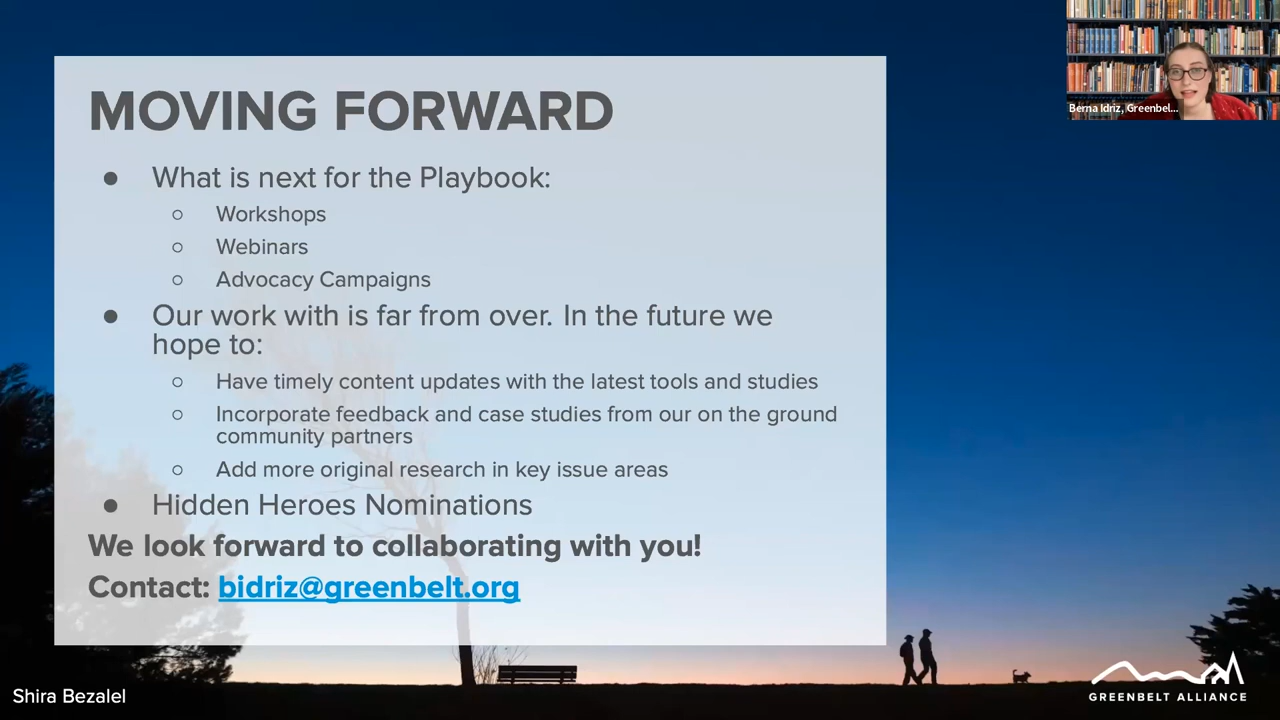 MOVING FORWARD
● What is next for the Playbook:
○ Workshops
○ Webinars
○ Advocacy Campaigns
● Our work with is far from over. In the future we
hope to:
○ Have timely content updates with the latest tools and studies
○ Incorporate feedback and case studies from our on the ground
community partners
○ Add more original research in key issue areas
● Hidden Heroes Nominations
We look forward to collaborating with you!
Contact: bidriz@greenbelt.org
Berna Idriz, Greenbel...
Shira Bezalel
GREENBELT ALLIANCE